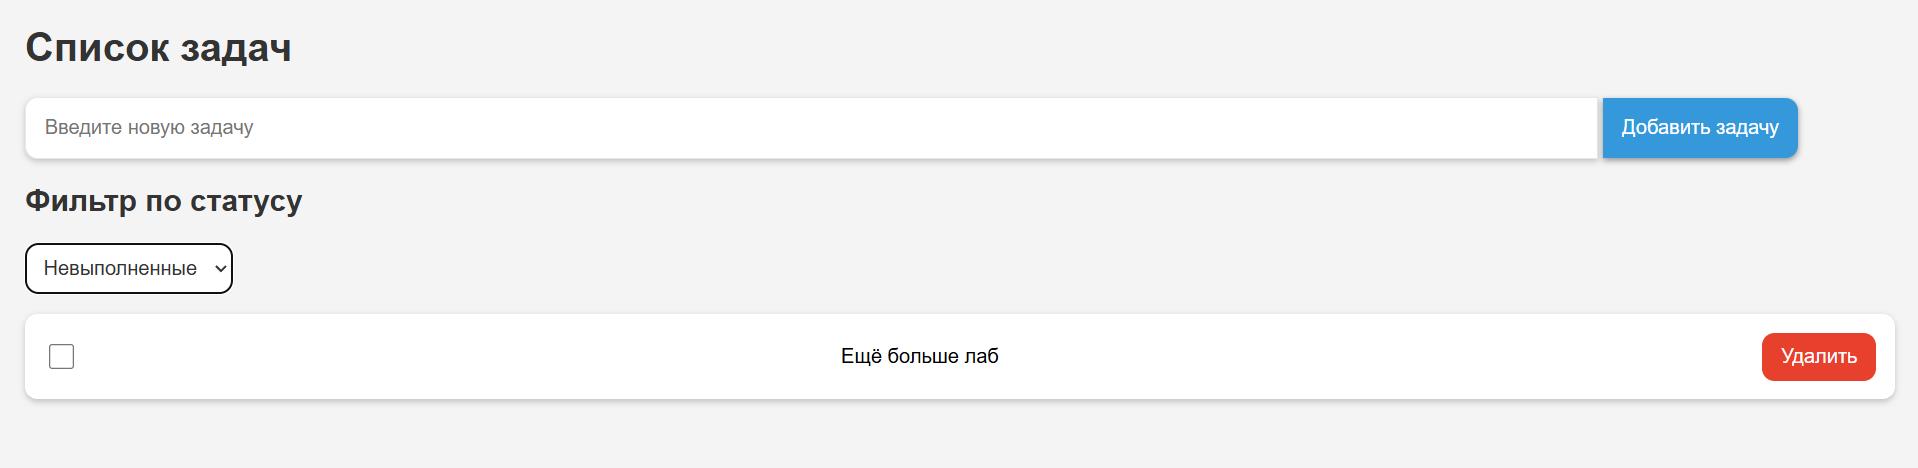 Список задач
Введите новую задачу
Добавить задачу
Фильтр по статусу
Невыполненные
Ещё больше лаб
Удалить